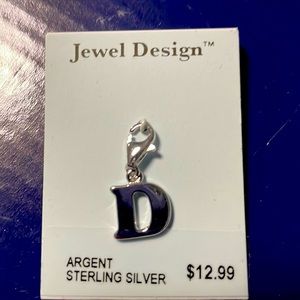 Jewel Design™
D
ARGENT
STERLING SILVER $12.99